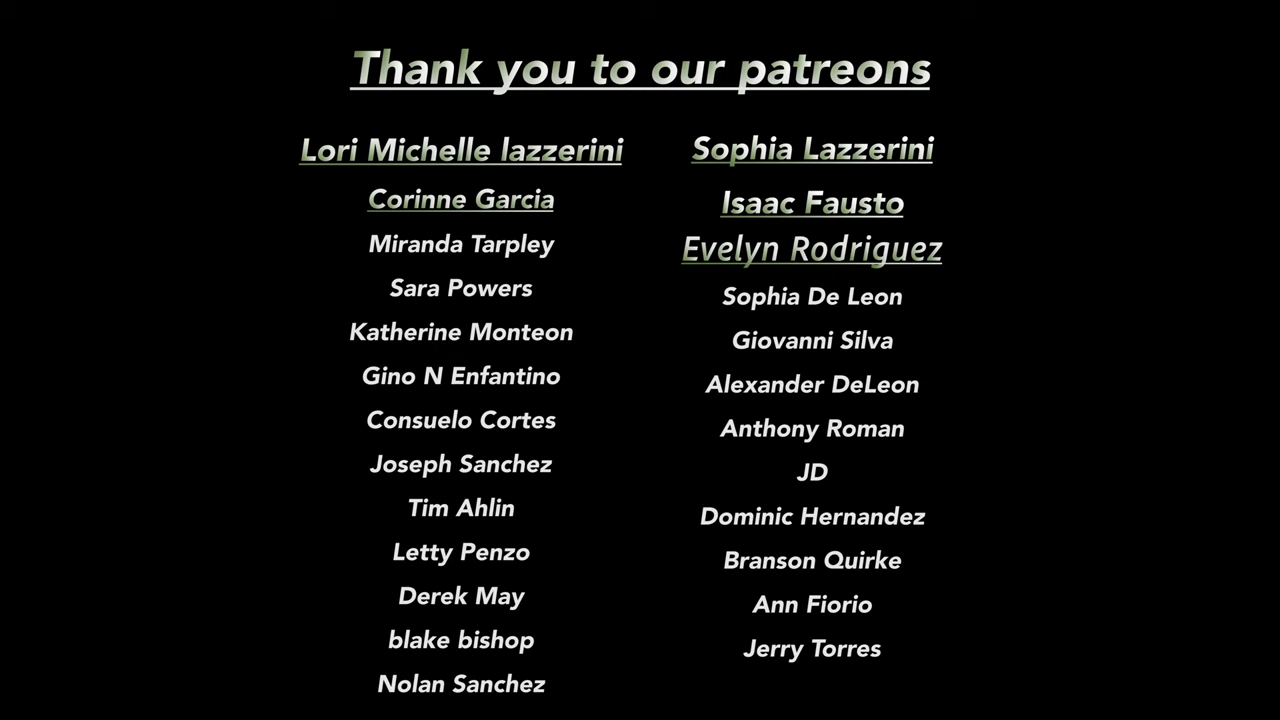 Thank you to our patreons
Lori Michelle lazzerini
Corinne Garcia
Miranda Tarpley
Sara Powers
Katherine Monteon
Gino N Enfantino
Consuelo Cortes
Joseph Sanchez
Tim Ahlin
Letty Penzo
Derek May
blake bishop
Nolan Sanchez
Sophia Lazzerini
Isaac Fausto
Evelyn Rodriguez
Sophia De Leon
Giovanni Silva
Alexander DeLeon
Anthony Roman
JD
Dominic Hernandez
Branson Quirke
Ann Fiorio
Jerry Torres